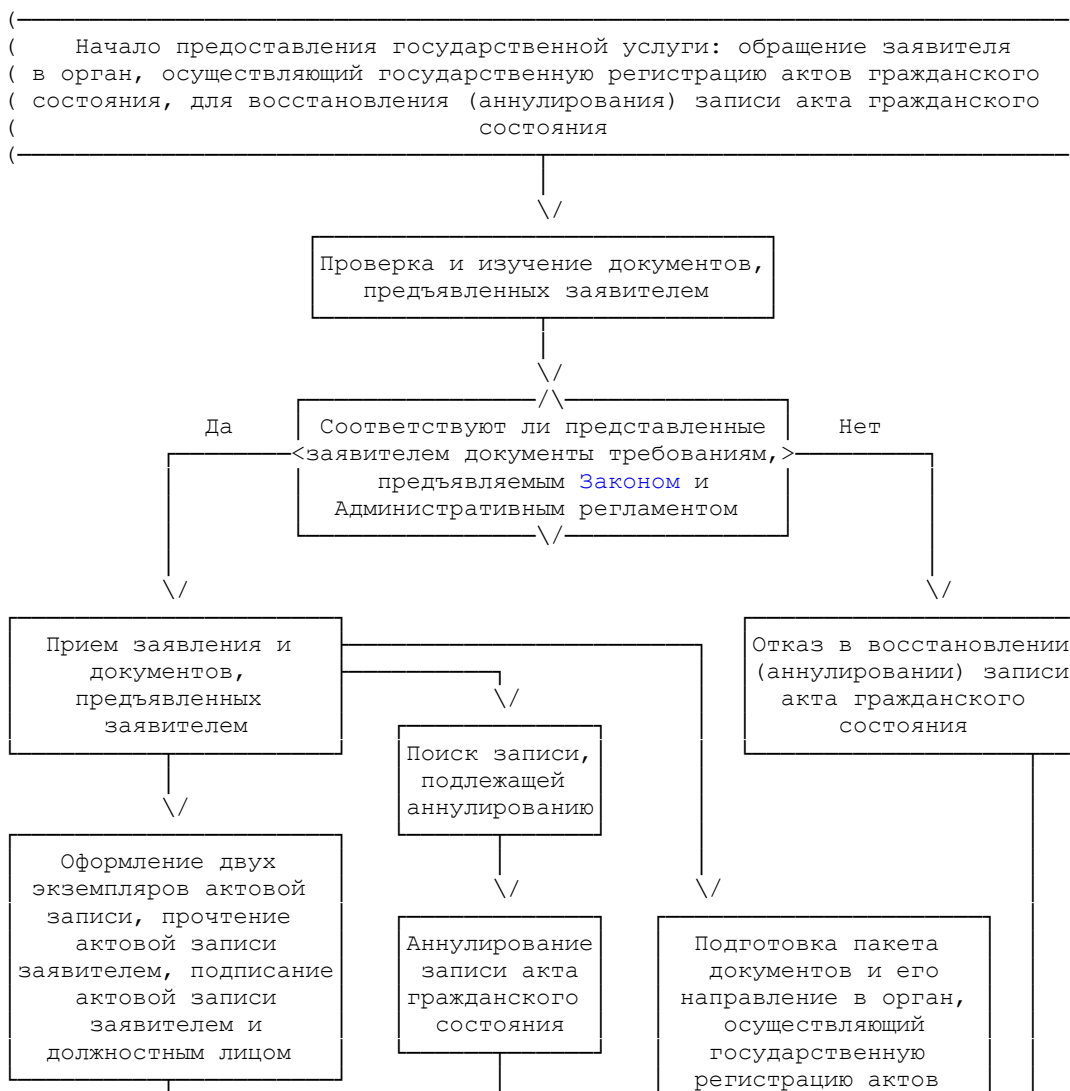 Начало предоставления государственной услуги: обращение заявителя
в орган, осуществляющий государственную регистрацию актов гражданского
состояния, для восстановления (аннулирования) записи акта гражданского
состояния
Проверка и изучение документов,
предъявленных заявителем
Да
Соответствуют ли представленные
заявителем документы требованиям,
предъявляемым Законом и
Административным регламентом
Нет
Прием заявления и
документов,
предъявленных
заявителем
Отказ в восстановлении
(аннулировании) записи
акта гражданского
состояния
Поиск записи,
подлежащей
аннулированию
Оформление двух
экземпляров актовой
записи, прочтение
актовой записи
заявителем, подписание
актовой записи
заявителем и
должностным лицом
Аннулирование
записи акта
гражданского
состояния
Подготовка пакета
документов и его
направление в орган,
осуществляющий
государственную
регистрацию актов